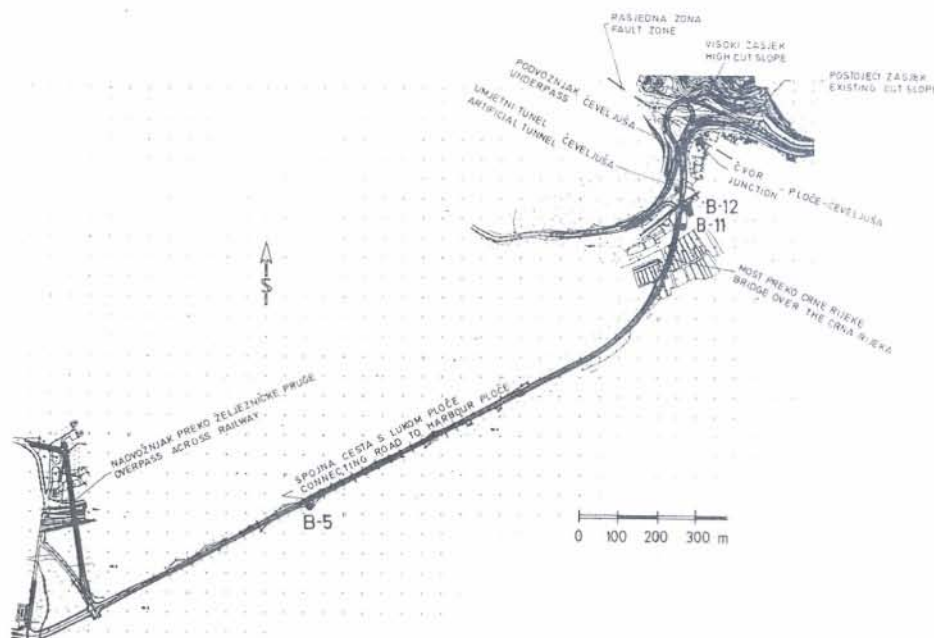 RASJEDNA ZONA
FAULT ZONE
VISOKI ZASJEK
HIGH CUT SLOPE
POSTOJEĆI ZASJEK
EXISTING CUT SLOPE
PODVOŽNJAK ČEVELJUŠA
UNDERPASS
UMJETNI TUNEL ČEVELJUŠA
ARTIFICIAL TUNNEL
ČVOR PLOČE-ČEVELJUŠA
JUNCTION
B-12
B-11
MOST PREKO CRNE RIJEKE
BRIDGE OVER THE CRNA RIJEKA
S
NADVOŽNJAK PREKO ŽELJEZNIČKE PRUGE
OVERPASS ACROSS RAILWAY
SPOJNA CESTA S LUKOM PLOČE
CONNECTING ROAD TO HARBOUR PLOČE
B-5
0 100 200 300 m